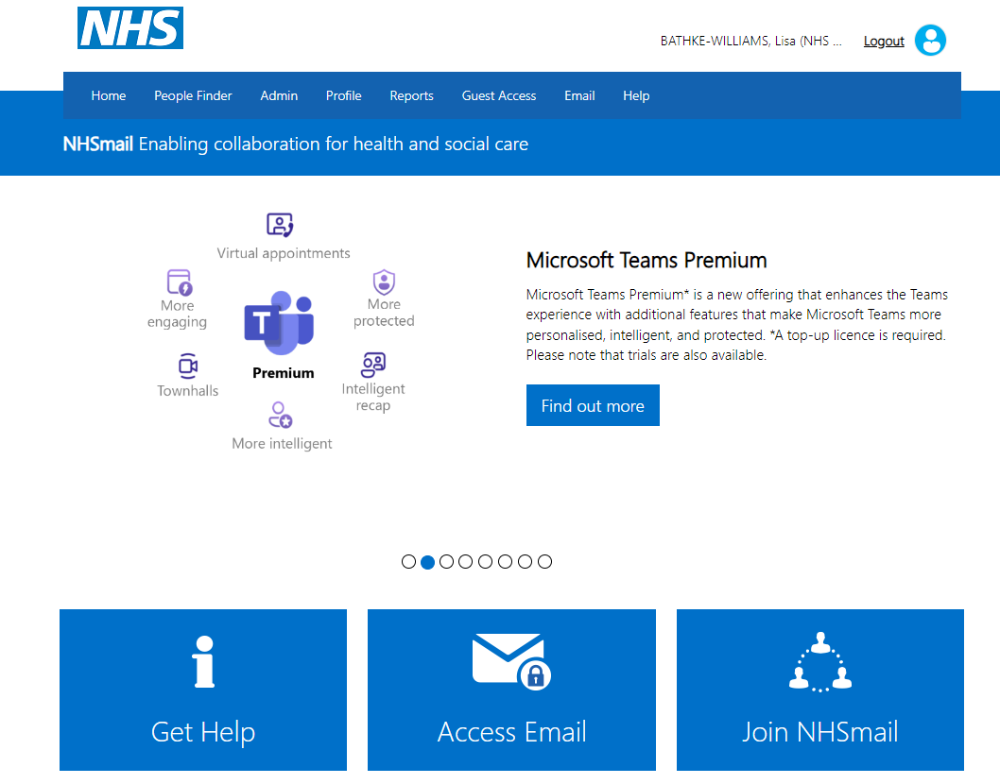 NHS
BATHKE-WILLIAMS, Lisa (NHS ...
Logout
Home People Finder Admin Profile Reports Guest Access Email Help
NHSmail Enabling collaboration for health and social care
Virtual appointments
More
engaging
More
protected
T
Premium
Townhalls
Intelligent
recap
More intelligent
Microsoft Teams Premium
Microsoft Teams Premium* is a new offering that enhances the Teams
experience with additional features that make Microsoft Teams more
personalised, intelligent, and protected. *A top-up licence is required.
Please note that trials are also available.
Find out more
Get Help
Access Email
Join NHSmail